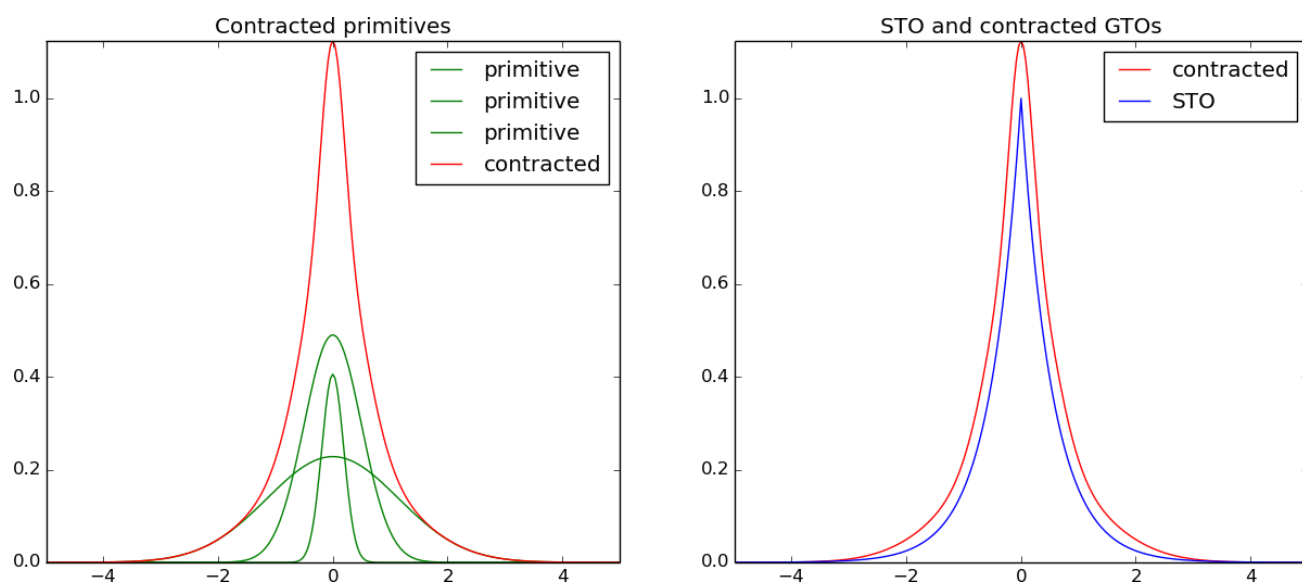 Contracted primitives
primitive
primitive
primitive
contracted
1.0
0.8
0.6
0.4
0.2
0.0
−4 −2 0 2 4
STO and contracted GTOs
contracted
STO
1.0
0.8
0.6
0.4
0.2
0.0
−4 −2 0 2 4